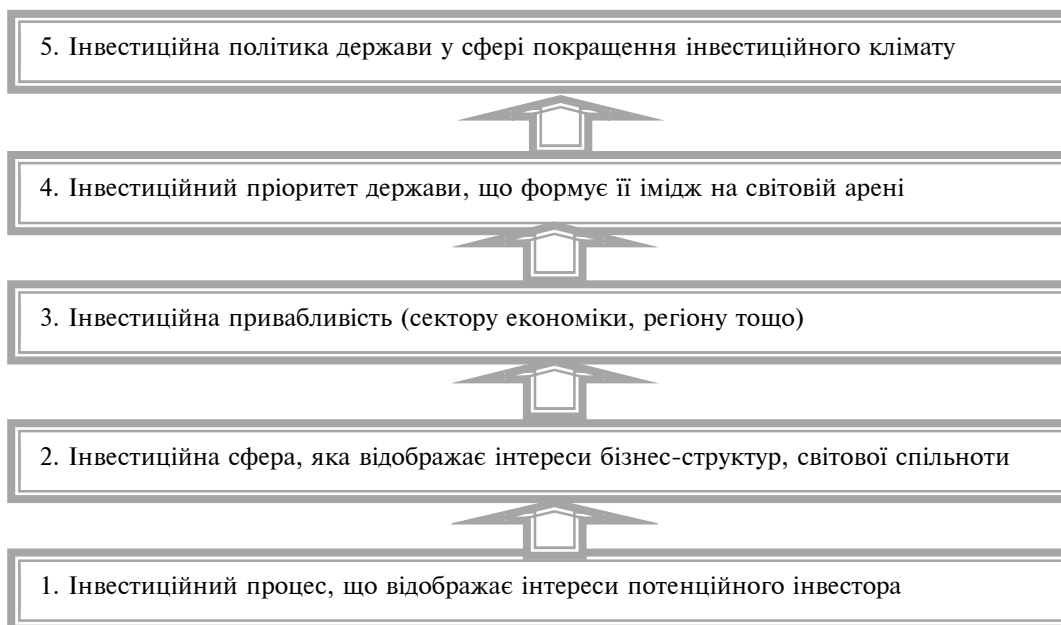 5. Інвестиційна політика держави у сфері покращення інвестиційного клімату
4. Інвестиційний пріоритет держави, що формує її імідж на світовій арені
3. Інвестиційна привабливість (сектору економіки, регіону тощо)
2. Інвестиційна сфера, яка відображає інтереси бізнес-структур, світової спільноти
1. Інвестиційний процес, що відображає інтереси потенційного інвестора